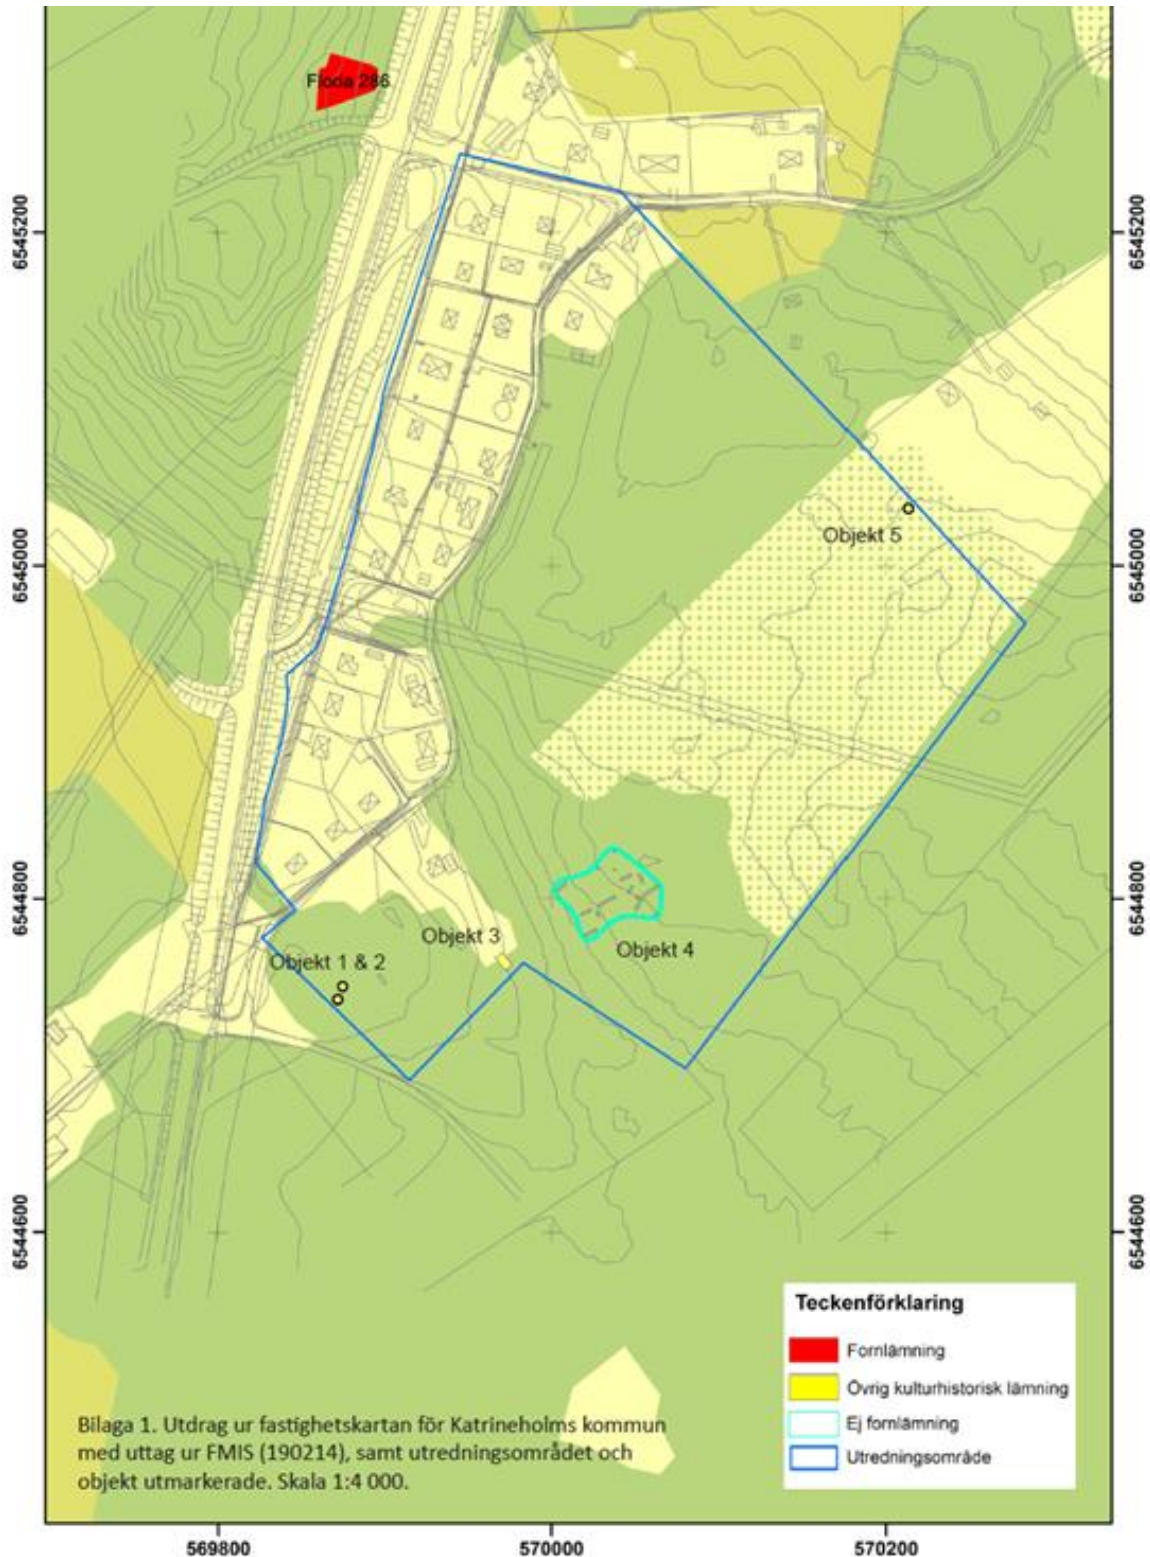 Floda 286
6545200
6545200
Objekt 5
6545000
6545000
6544800
6544800
Objekt 3
Objekt 4
Objekt 1 & 2
6544600
6544600
Teckenförklaring
Fornlämning
Övrig kulturhistorisk lämning
Ej fornlämning
Utredningsområde
Bilaga 1. Utdrag ur fastighetskartan för Katrineholms kommun
med uttag ur FMIS (190214), samt utredningsområdet och
objekt utmarkerade. Skala 1:4 000.
569800
570000
570200